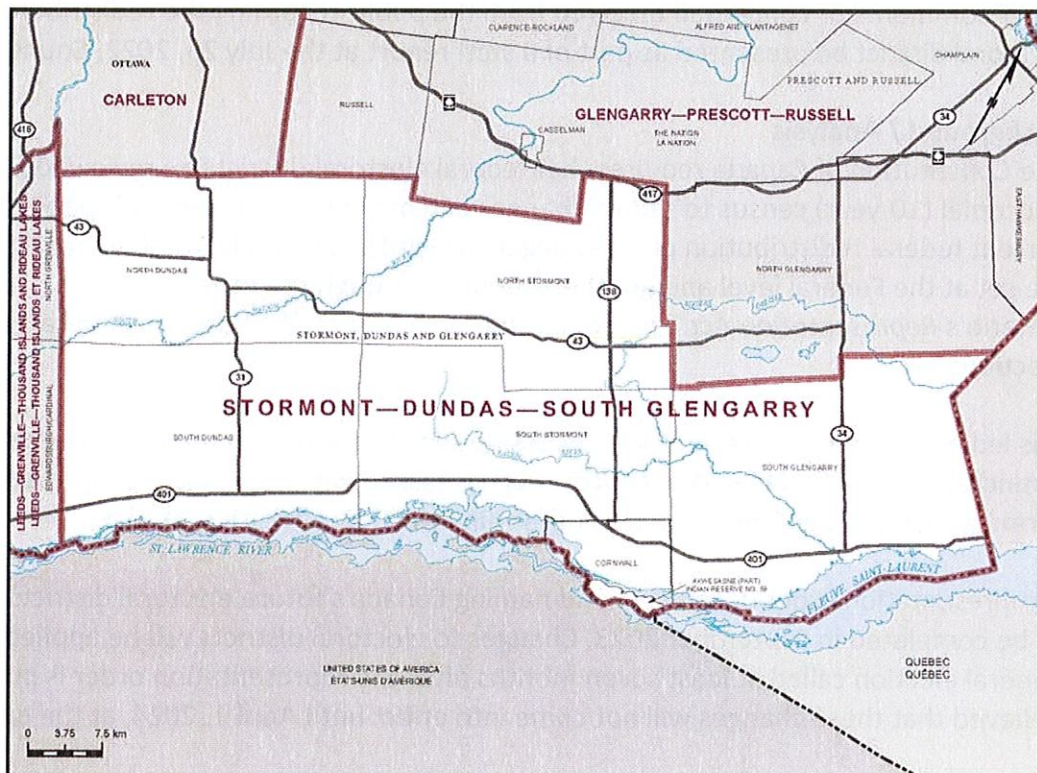 CLARENCE-ROCKLAND
ALFRED AND PLANTAGENET
OTTAWA
CHAMPLAIN
CARLETON
RUSSELL
PRESCOTT AND RUSSELL
417
GLENGARRY—PRESCOTT—RUSSELL
34
416
THE NATION
LA NATION
CASSELMAN
417
EAST HAWKESBURY
LEEDS—GRENVILLE—THOUSAND ISLANDS AND RIDEAU LAKES
LEEDS—GRENVILLE—THOUSAND ISLANDS ET RIDEAU LAKES
NORTH GRENVILLE
EDWARDSBURGH/CARDINAL
43
NORTH DUNDAS
NORTH STORMONT
138
NORTH GLENGARRY
STORMONT, DUNDAS AND GLENGARRY
43
31
STORMONT—DUNDAS—SOUTH GLENGARRY
SOUTH DUNDAS
SOUTH STORMONT
34
SOUTH GLENGARRY
401
ST. LAWRENCE RIVER
CORNWALL
401
AKWESASNE (PART)
INDIAN RESERVE NO. 59
FLEUVE SAINT-LAURENT
UNITED STATES OF AMERICA
ÉTATS-UNIS D'AMÉRIQUE
QUEBEC
QUÉBEC
0 3.75 7.5 km